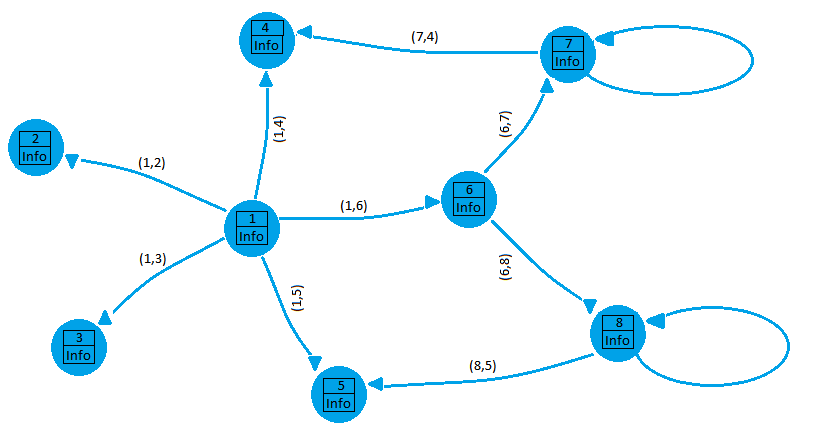 4
Info
(7,4)
7
Info
2
Info
(1,2)
(1,4)
(6,7)
1
Info
(1,6)
6
Info
(1,3)
(1,5)
(6,8)
3
Info
8
Info
(8,5)
5
Info